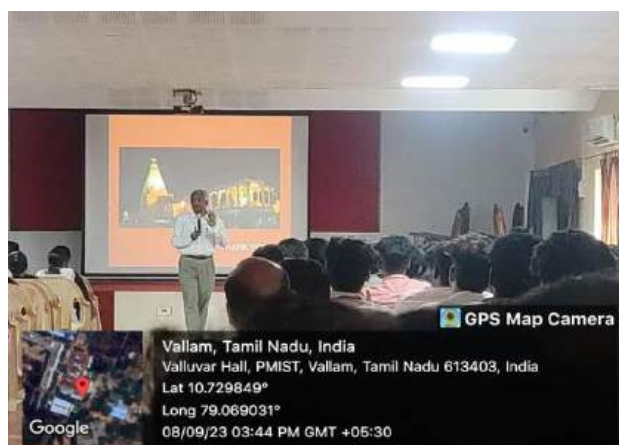 GPS Map Camera
Vallam, Tamil Nadu, India
Valluvar Hall, PMIST, Vallam, Tamil Nadu 613403, India
Lat 10.729849°
Long 79.069031°
08/09/23 03:44 PM GMT +05:30
Google